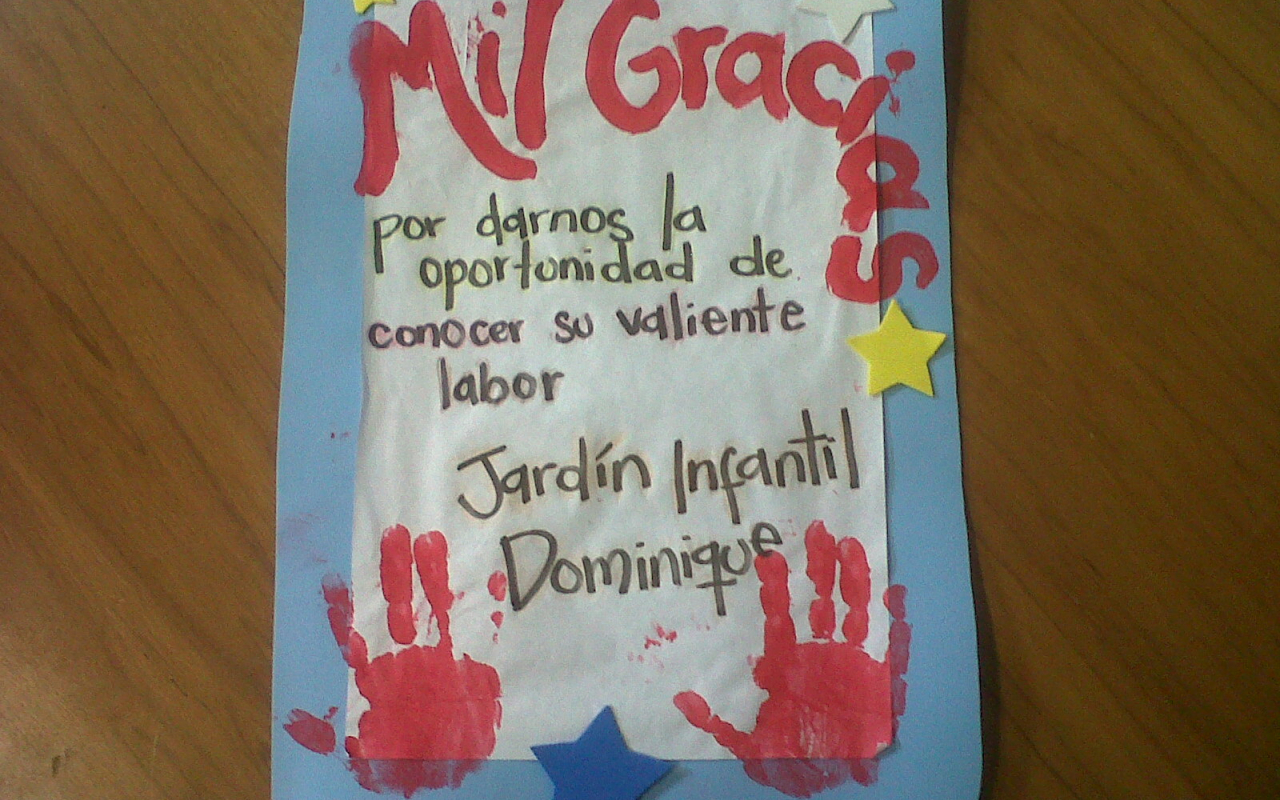 Mil Gracias
por darnos la
oportunidad de
conocer su valiente
labor
Jardín Infantil
Dominique